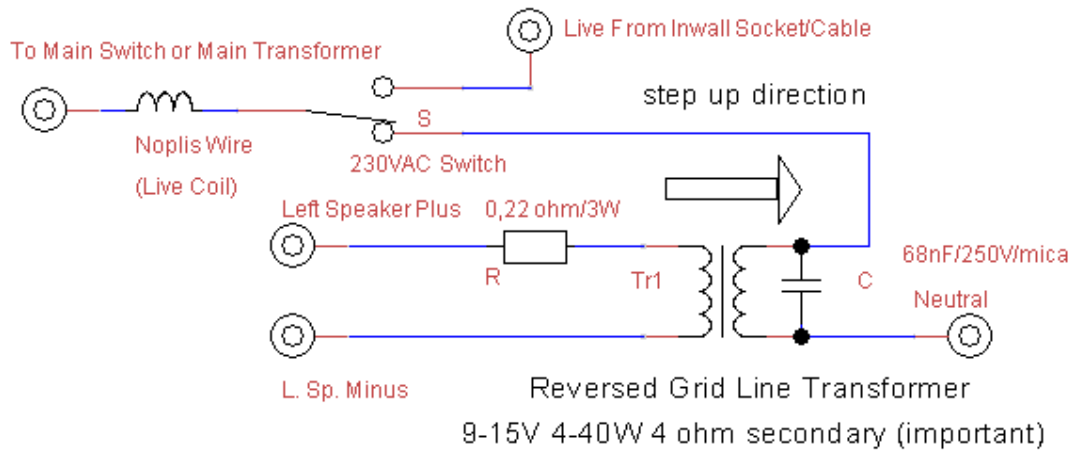 Live From Inwall Socket/Cable
To Main Switch or Main Transformer
step up direction
S
Noplis Wire
230VAC Switch
(Live Coil)
Left Speaker Plus
0,22 ohm/3W
68nF/250V/mica
R
Tr1
C
Neutral
L. Sp. Minus
Reversed Grid Line Transformer
9-15V 4-40W 4 ohm secondary (important)